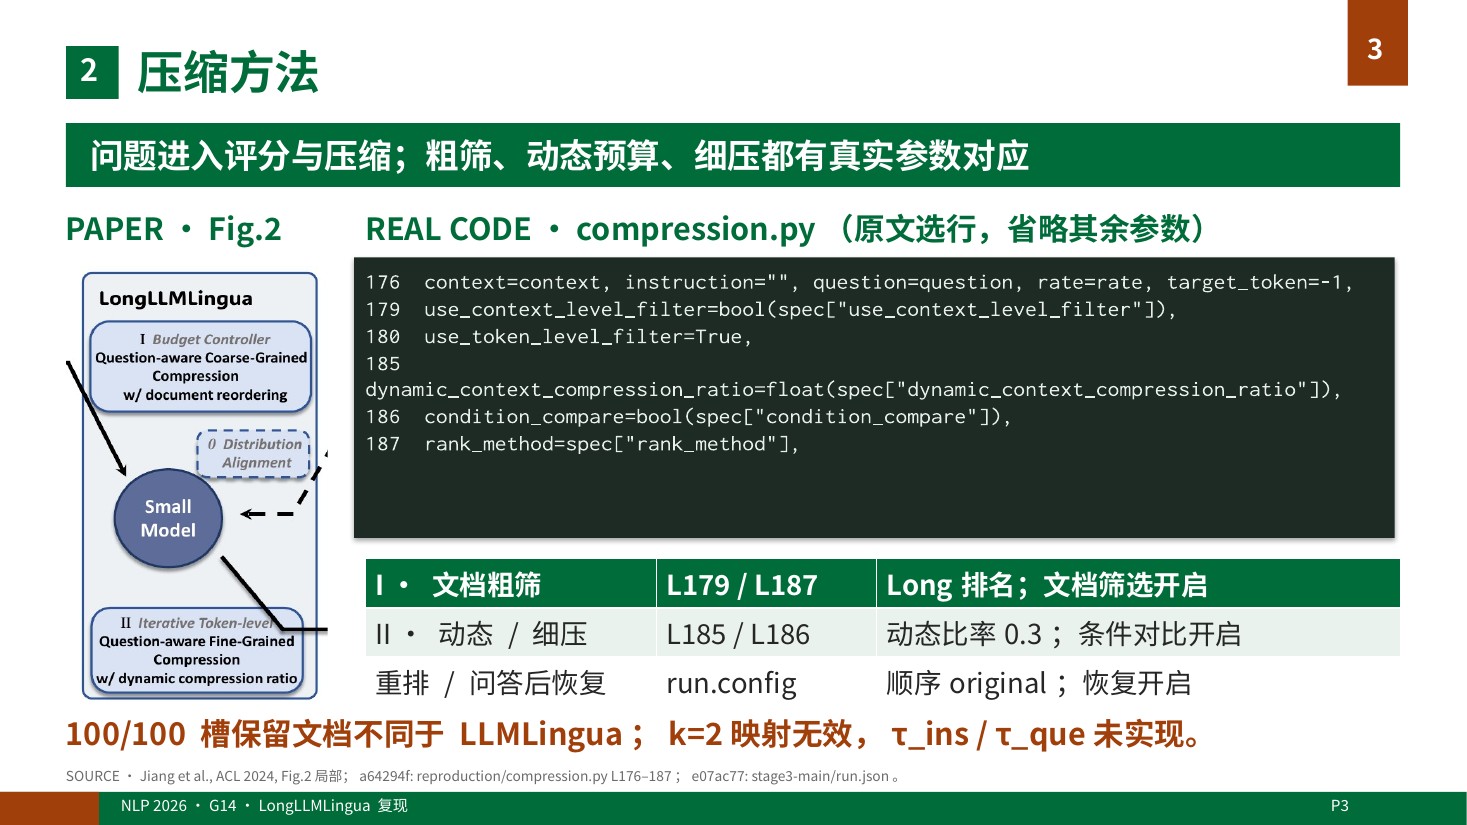 3
2 压缩方法
问题进入评分与压缩；粗筛、动态预算、细压都有真实参数对应
PAPER · Fig.2
REAL CODE · compression.py （原文选行，省略其余参数）
LongLLMLingua
I Budget Controller
Question-aware Coarse-Grained
Compression
w/ document reordering
0 Distribution
Alignment
Small
Model
II Iterative Token-level
Question-aware Fine-Grained
Compression
w/ dynamic compression ratio
176 context=context, instruction="", question=question, rate=rate, target_token=-1,
179 use_context_level_filter=bool(spec["use_context_level_filter"]),
180 use_token_level_filter=True,
185
dynamic_context_compression_ratio=float(spec["dynamic_context_compression_ratio"]),
186 condition_compare=bool(spec["condition_compare"]),
187 rank_method=spec["rank_method"],
I · 文档粗筛 L179 / L187 Long 排名；文档筛选开启
II · 动态 / 细压 L185 / L186 动态比率 0.3；条件对比开启
重排 / 问答后恢复 run.config 顺序 original；恢复开启
100/100 槽保留文档不同于 LLMLingua； k=2 映射无效， τ_ins / τ_que 未实现。
SOURCE · Jiang et al., ACL 2024, Fig.2 局部； a64294f: reproduction/compression.py L176–187； e07ac77: stage3-main/run.json。
NLP 2026 · G14 · LongLLMLingua 复现
P3